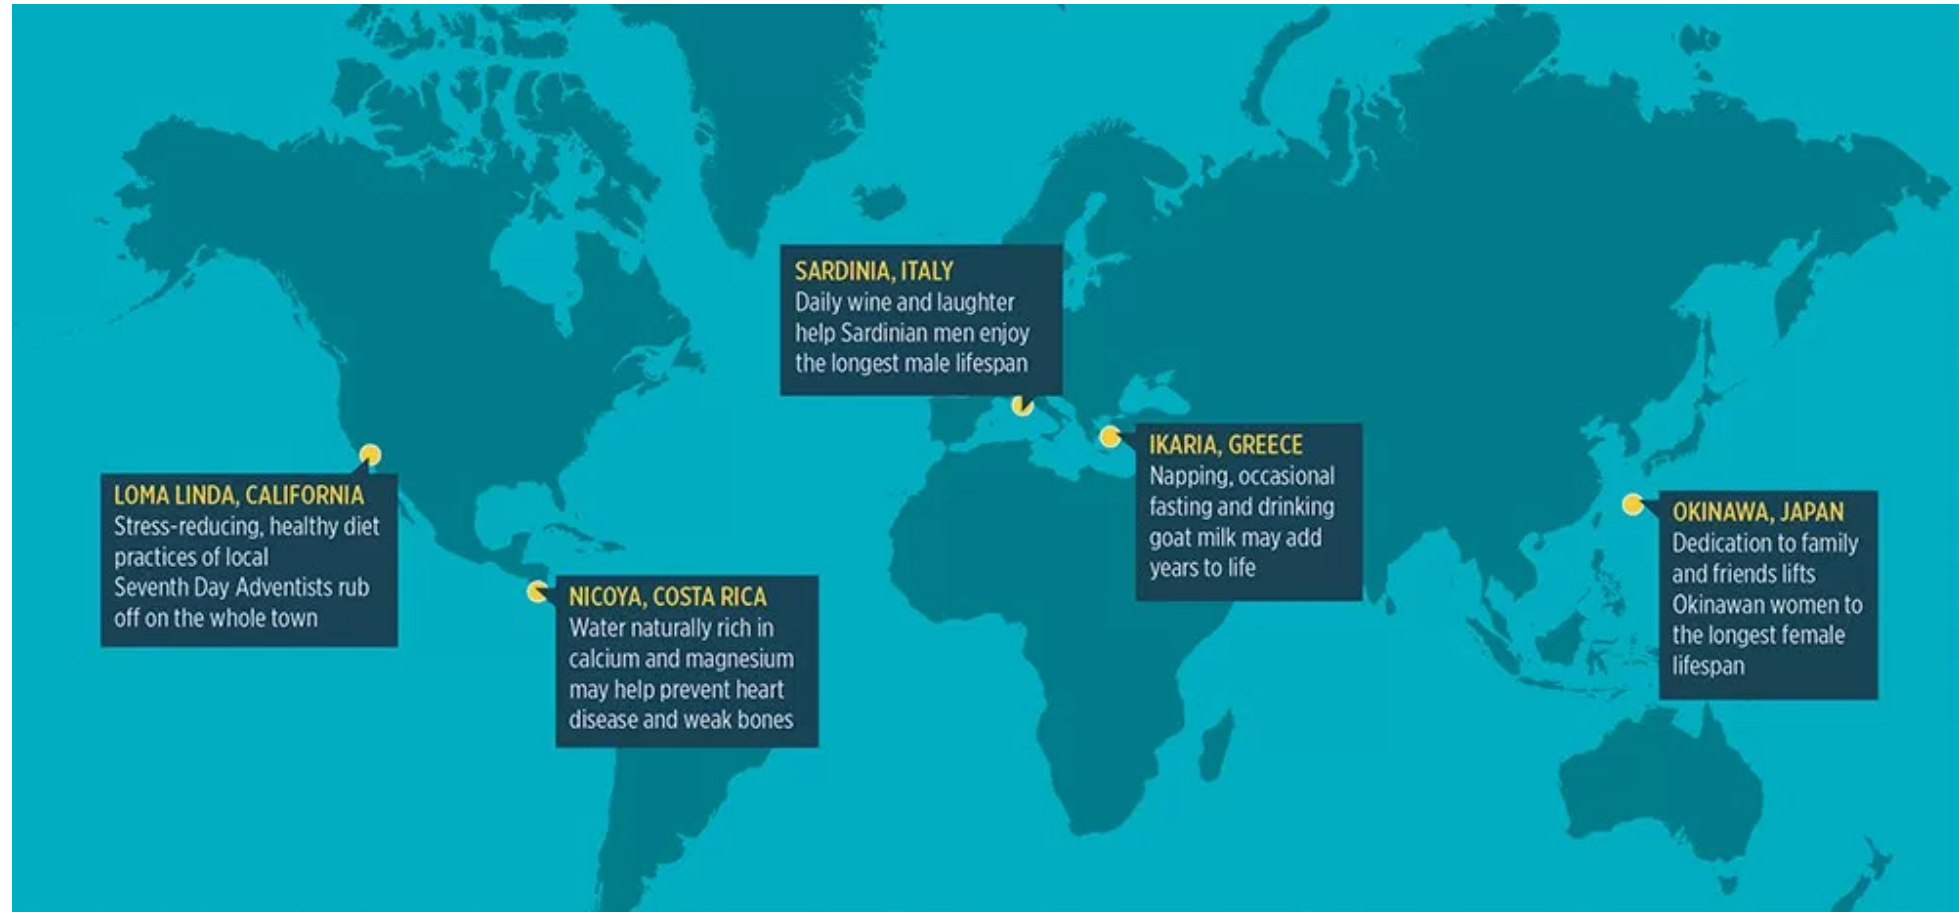 SARDINIA, ITALY
Daily wine and laughter
help Sardinian men enjoy
the longest male lifespan
IKARIA, GREECE
Napping, occasional
fasting and drinking
goat milk may add
years to life
LOMA LINDA, CALIFORNIA
Stress-reducing, healthy diet
practices of local
Seventh Day Adventists rub
off on the whole town
OKINAWA, JAPAN
Dedication to family
and friends lifts
Okinawan women to
the longest female
lifespan
NICOYA, COSTA RICA
Water naturally rich in
calcium and magnesium
may help prevent heart
disease and weak bones